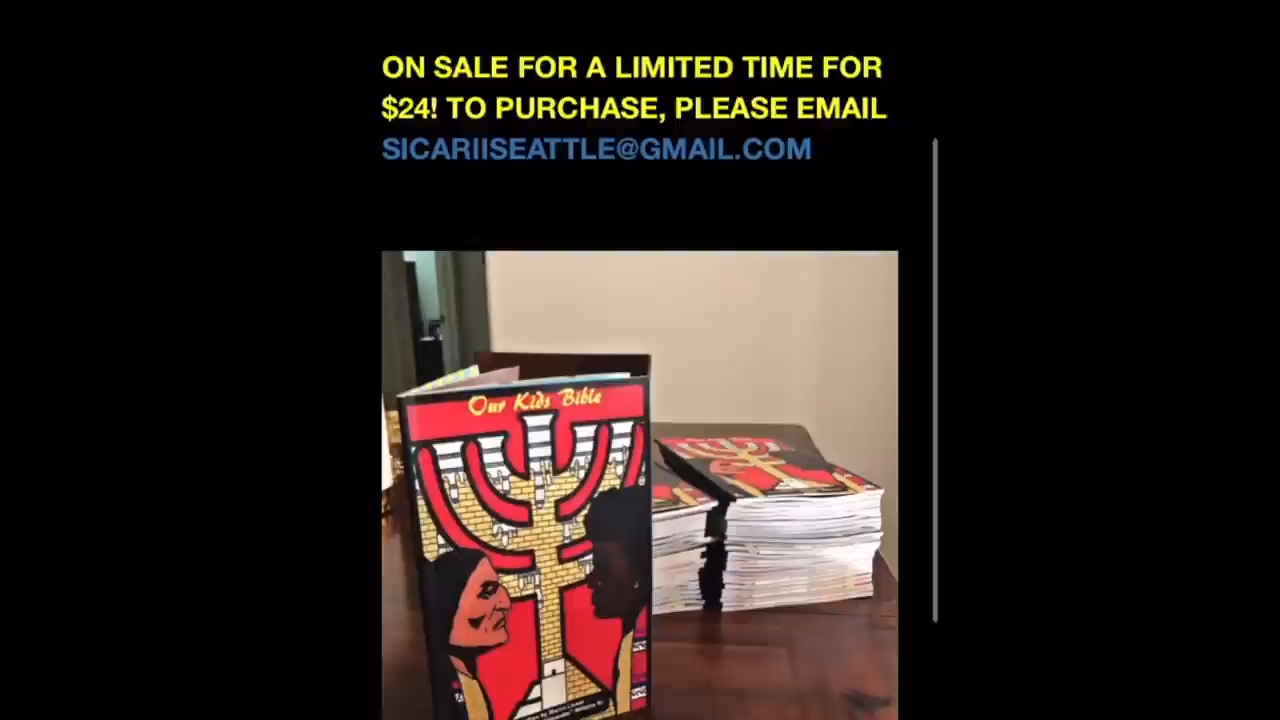 ON SALE FOR A LIMITED TIME FOR
$24! TO PURCHASE, PLEASE EMAIL
SICARIISEATTLE@GMAIL.COM
Our Kids Bible